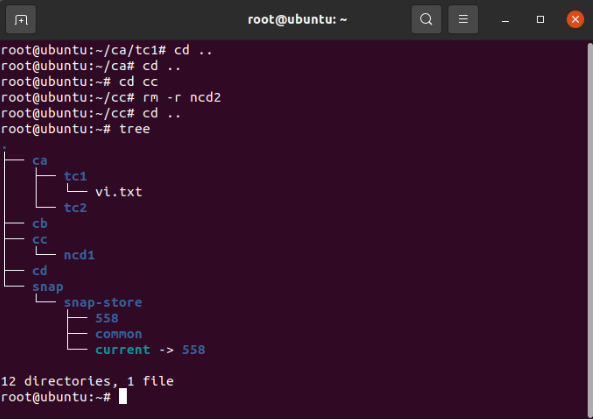 root@ubuntu: ~
root@ubuntu:~/ca/tc1# cd ..
root@ubuntu:~/ca# cd ..
root@ubuntu:~# cd cc
root@ubuntu:~/cc# rm -r ncd2
root@ubuntu:~/cc# cd ..
root@ubuntu:~# tree
.
├── ca
│   ├── tc1
│   │   └── vi.txt
│   └── tc2
├── cb
├── cc
│   └── ncd1
├── cd
└── snap
    └── snap-store
        ├── 558
        ├── common
        └── current -> 558
12 directories, 1 file
root@ubuntu:~#